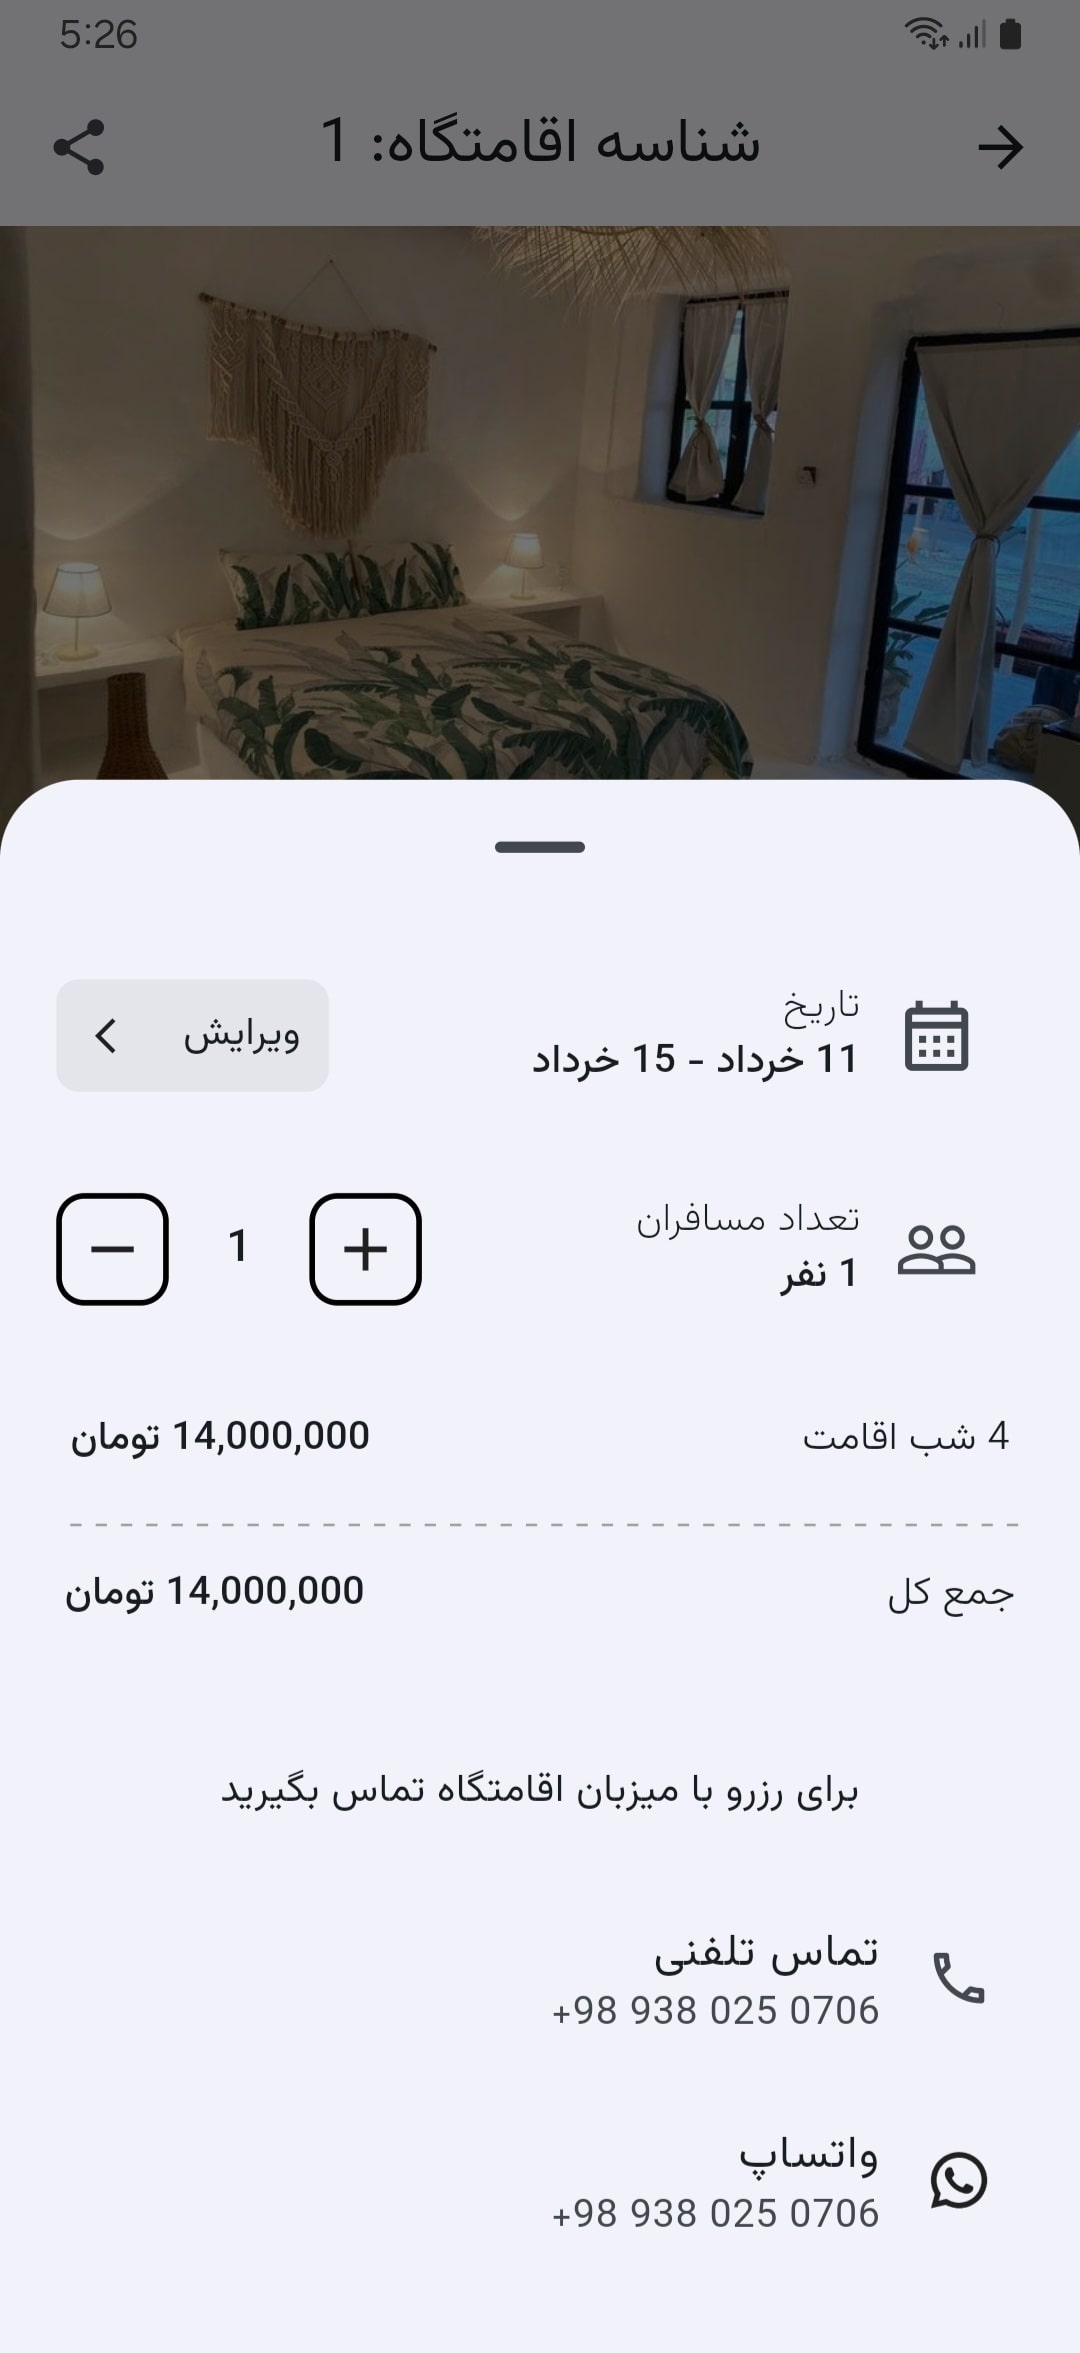 5:26
شناسه اقامتگاه: 1
تاریخ
11 خرداد - 15 خرداد
ویرایش
تعداد مسافران
1 نفر
1
4 شب اقامت
14,000,000 تومان
جمع کل
14,000,000 تومان
برای رزرو با میزبان اقامتگاه تماس بگیرید
تماس تلفنی
+98 938 025 0706
واتساپ
+98 938 025 0706